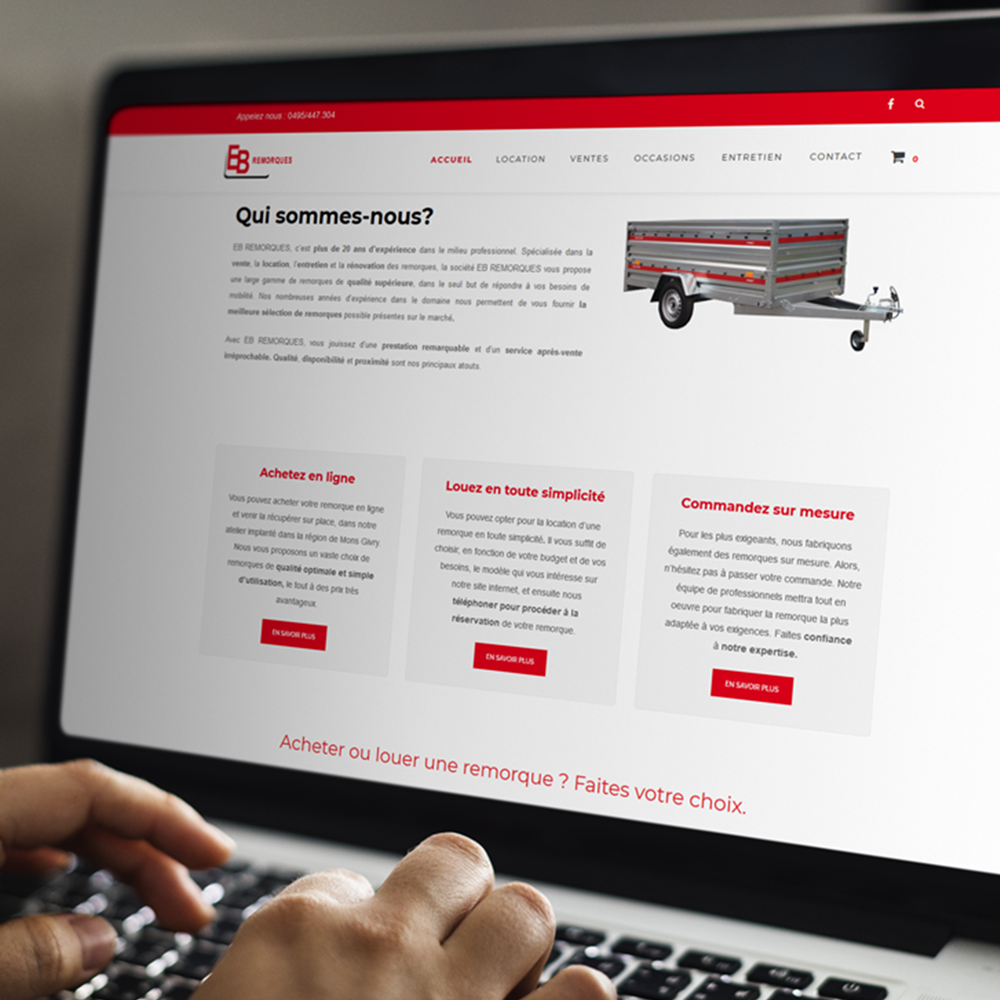 Appelez nous : 0495/447 304
EB REMORQUES
ACCUEIL LOCATION VENTES OCCASIONS ENTRETIEN CONTACT 0
Qui sommes-nous?
EB REMORQUES, c'est plus de 20 ans d'expérience dans le milieu professionnel. Spécialisée dans la
vente, la location, l'entretien et la rénovation des remorques, la société EB REMORQUES vous propose
une large gamme de remorques de qualité supérieure, dans le seul but de répondre à vos besoins de
mobilité. Nos nombreuses années d'expérience dans le domaine nous permettent de vous fournir la
meilleure sélection de remorques possible présentes sur le marché.
Avec EB REMORQUES, vous jouissez d'une prestation remarquable et d'un service après-vente
irréprochable. Qualité, disponibilité et proximité sont nos principaux atouts.
Achetez en ligne
Vous pouvez acheter votre remorque en ligne
et venir la récupérer sur place, dans notre
atelier implanté dans la région de Mons Givry.
Nous vous proposons un vaste choix de
remorques de qualité optimale et simple
d'utilisation, le tout à des prix très
avantageux.
EN SAVOIR PLUS
Louez en toute simplicité
Vous pouvez opter pour la location d'une
remorque en toute simplicité. Il vous suffit de
choisir, en fonction de votre budget et de vos
besoins, le modèle qui vous intéresse sur
notre site internet, et ensuite nous
téléphoner pour procéder à la
réservation de votre remorque.
EN SAVOIR PLUS
Commandez sur mesure
Pour les plus exigeants, nous fabriquons
également des remorques sur mesure. Alors,
n'hésitez pas à passer votre commande. Notre
équipe de professionnels mettra tout en
oeuvre pour fabriquer la remorque la plus
adaptée à vos exigences. Faites confiance
à notre expertise.
EN SAVOIR PLUS
Acheter ou louer une remorque ? Faites votre choix.